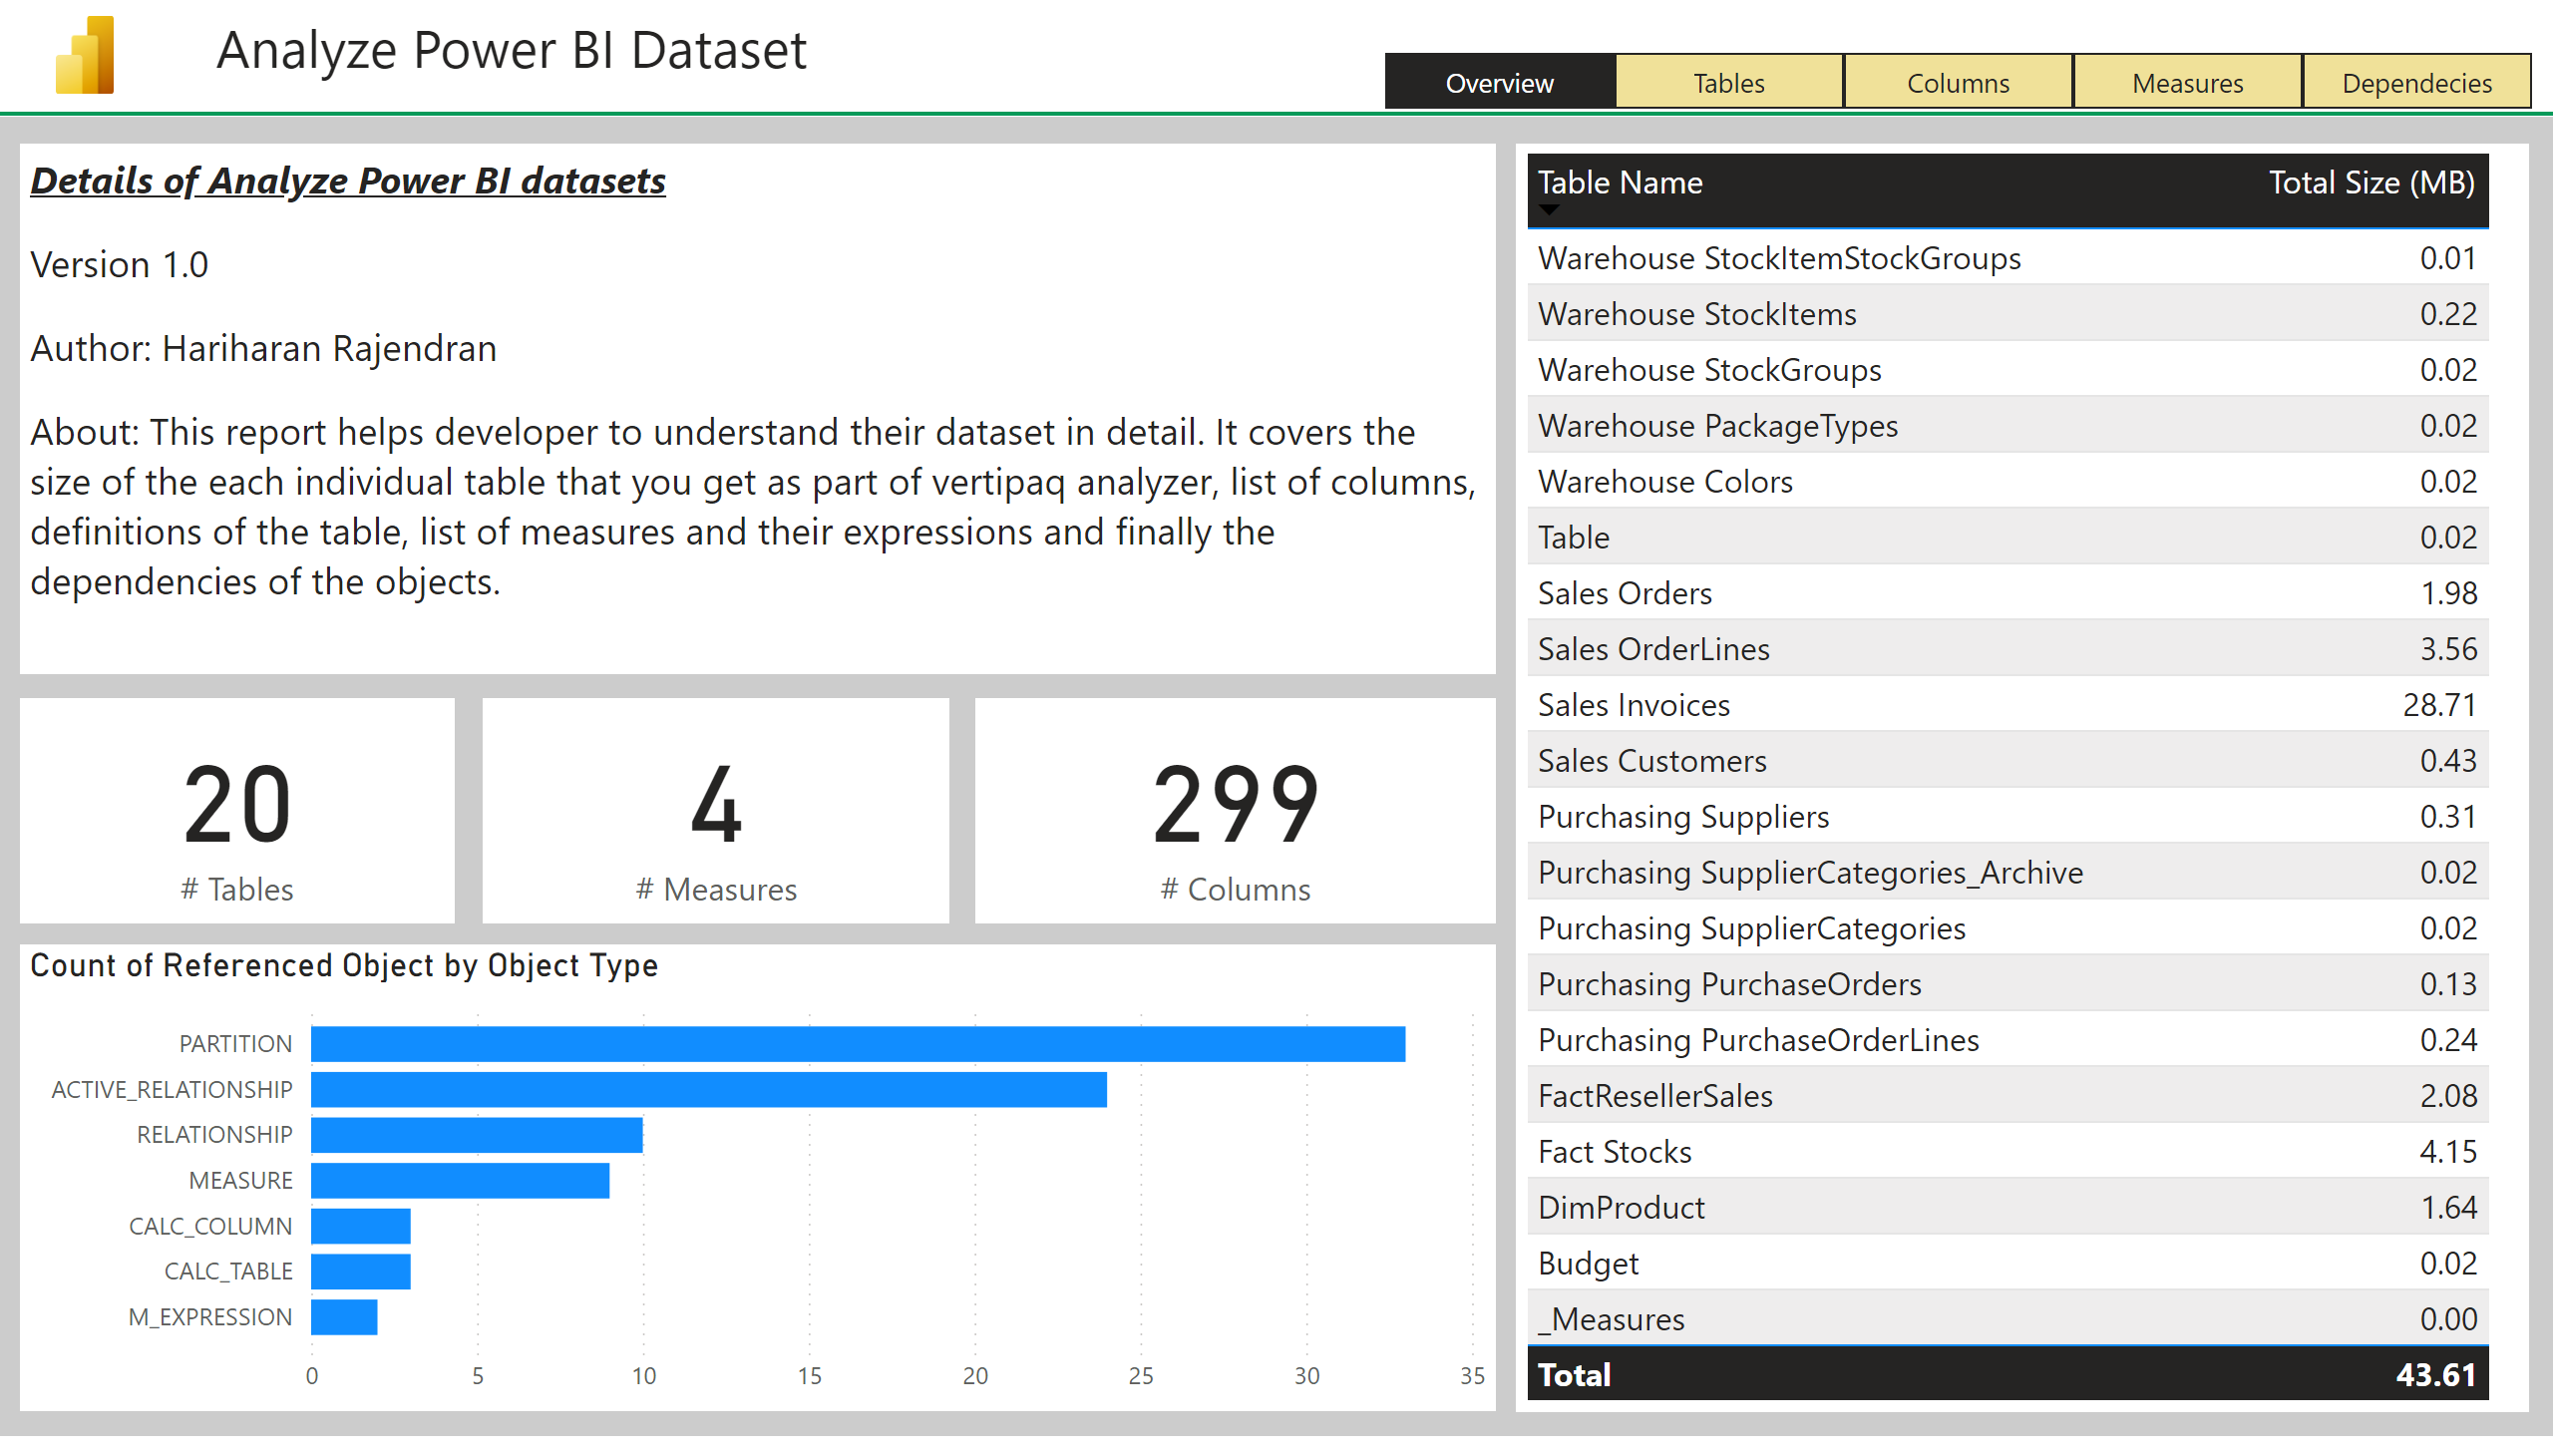 Analyze Power BI Dataset
Overview
Tables
Columns
Measures
Dependecies
Details of Analyze Power BI datasets
Version 1.0
Author: Hariharan Rajendran
About: This report helps developer to understand their dataset in detail. It covers the
size of the each individual table that you get as part of vertipaq analyzer, list of columns,
definitions of the table, list of measures and their expressions and finally the
dependencies of the objects.
20
# Tables
4
# Measures
299
# Columns
Count of Referenced Object by Object Type
PARTITION
ACTIVE_RELATIONSHIP
RELATIONSHIP
MEASURE
CALC_COLUMN
CALC_TABLE
M_EXPRESSION
0 5 10 15 20 25 30 35
Table Name Total Size (MB)
Warehouse StockItemStockGroups 0.01
Warehouse StockItems 0.22
Warehouse StockGroups 0.02
Warehouse PackageTypes 0.02
Warehouse Colors 0.02
Table 0.02
Sales Orders 1.98
Sales OrderLines 3.56
Sales Invoices 28.71
Sales Customers 0.43
Purchasing Suppliers 0.31
Purchasing SupplierCategories_Archive 0.02
Purchasing SupplierCategories 0.02
Purchasing PurchaseOrders 0.13
Purchasing PurchaseOrderLines 0.24
FactResellerSales 2.08
Fact Stocks 4.15
DimProduct 1.64
Budget 0.02
_Measures 0.00
Total 43.61